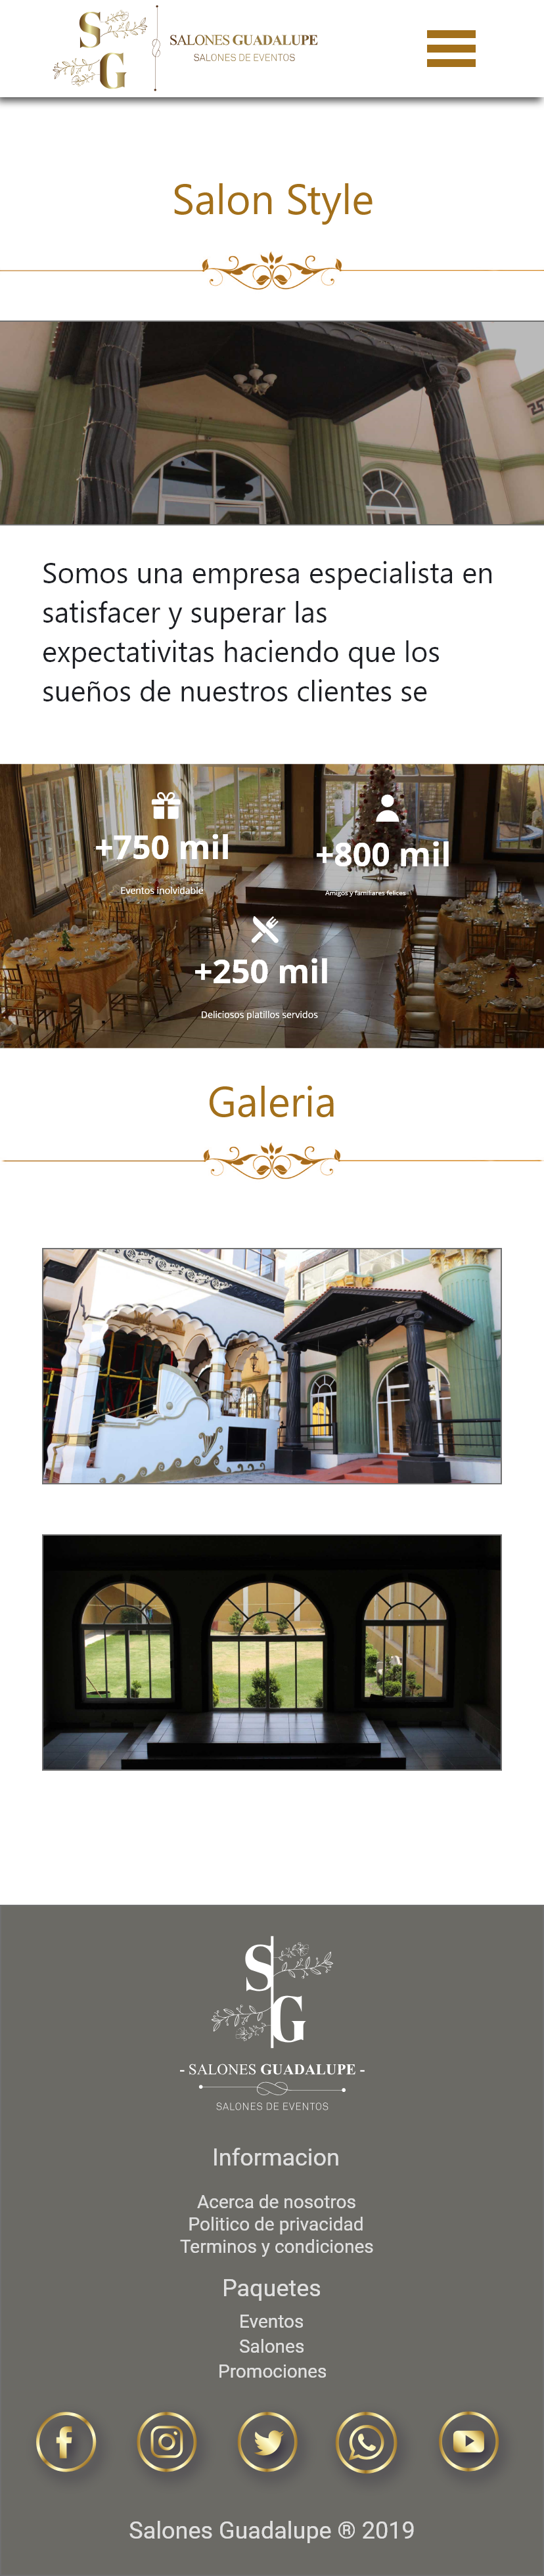 SG
SALONES GUADALUPE
SALONES DE EVENTOS
Salon Style
25
Somos una empresa especialista en
satisfacer y superar las
expectativitas haciendo que los
sueños de nuestros clientes se
+750 mil
Eventos inolvidable
+800 mil
Amigos y familiares felices
+250 mil
Deliciosos platillos servidos
Galeria
SG
- SALONES GUADALUPE -
SALONES DE EVENTOS
Informacion
Acerca de nosotros
Politico de privacidad
Terminos y condiciones
Paquetes
Eventos
Salones
Promociones
Salones Guadalupe ® 2019